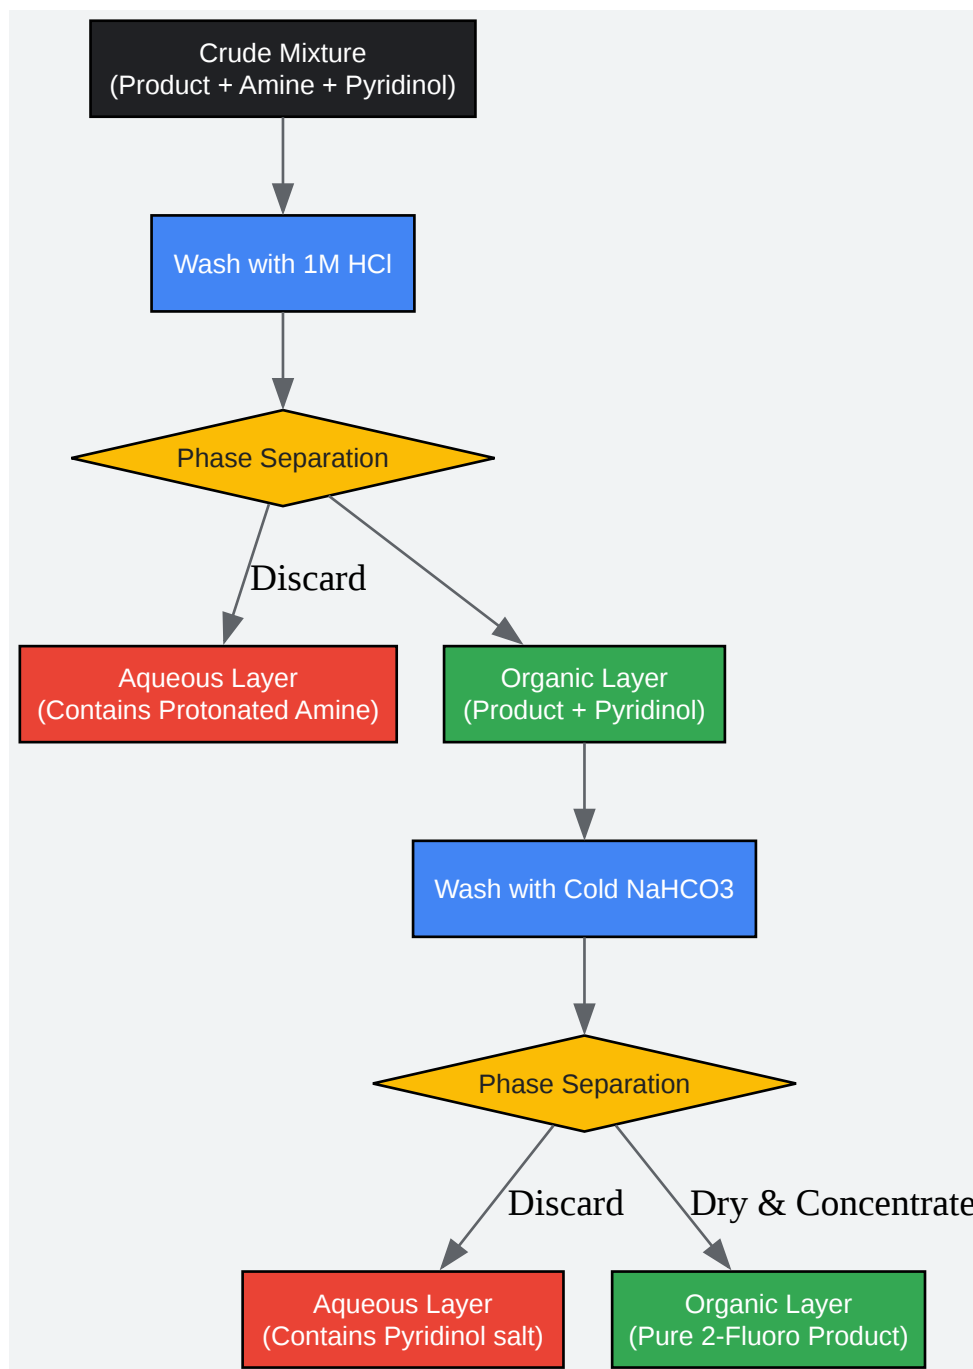 Crude Mixture
(Product + Amine + Pyridinol)
Wash with 1M HCl
Phase Separation
Discard
Aqueous Layer
(Contains Protonated Amine)
Organic Layer
(Product + Pyridinol)
Wash with Cold NaHCO3
Phase Separation
Discard
Dry & Concentrate
Aqueous Layer
(Contains Pyridinol salt)
Organic Layer
(Pure 2-Fluoro Product)